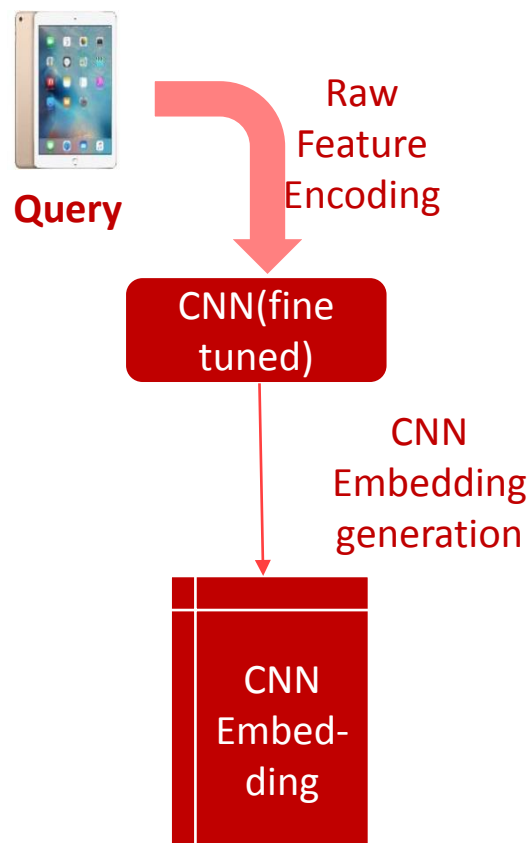 Query
Raw
Feature
Encoding
CNN(fine
tuned)
CNN
Embedding
generation
CNN
Embed-
ding